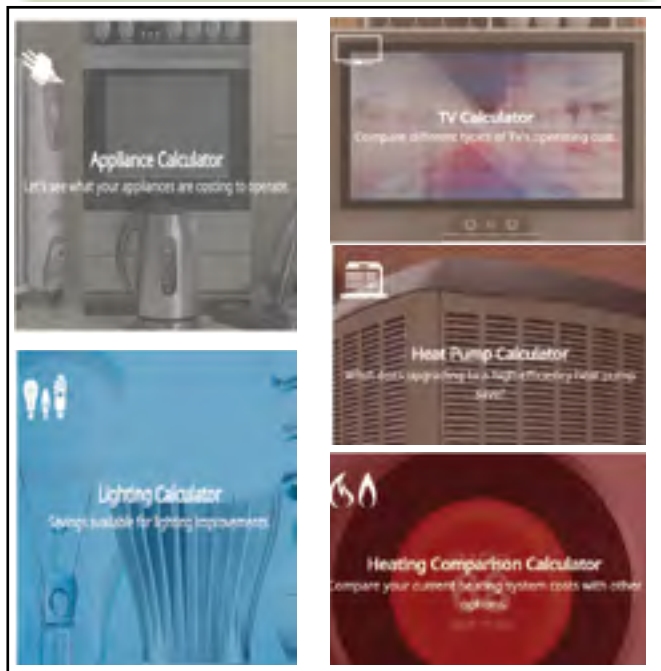 Appliance Calculator
Let's see what your appliances are costing to operate.
Lighting Calculator
Savings available for lighting improvements
TV Calculator
Compare different types of TV's operating cost.
Heat Pump Calculator
What does upgrading to a high efficiency heat pump
save?
Heating Comparison Calculator
Compare your current heating system costs with other
options.